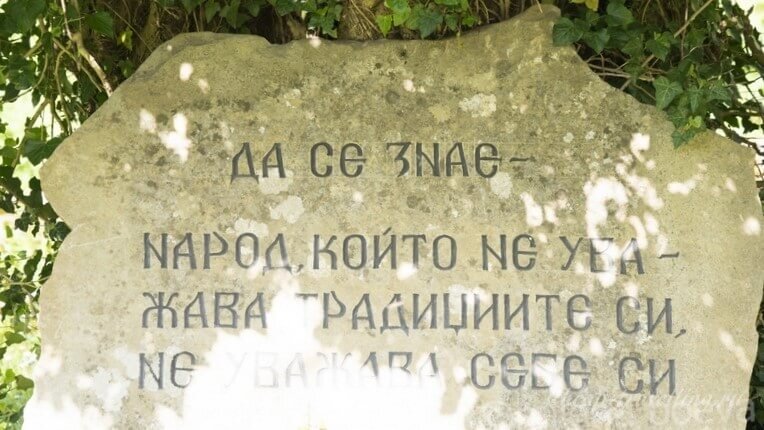 ДА СЕ ЗНАЕ–
НАРОД, КОЙТО НЕ УВА–
ЖАВА ТРАДИЦИИТЕ СИ,
НЕ УВАЖАВА СЕБЕ СИ